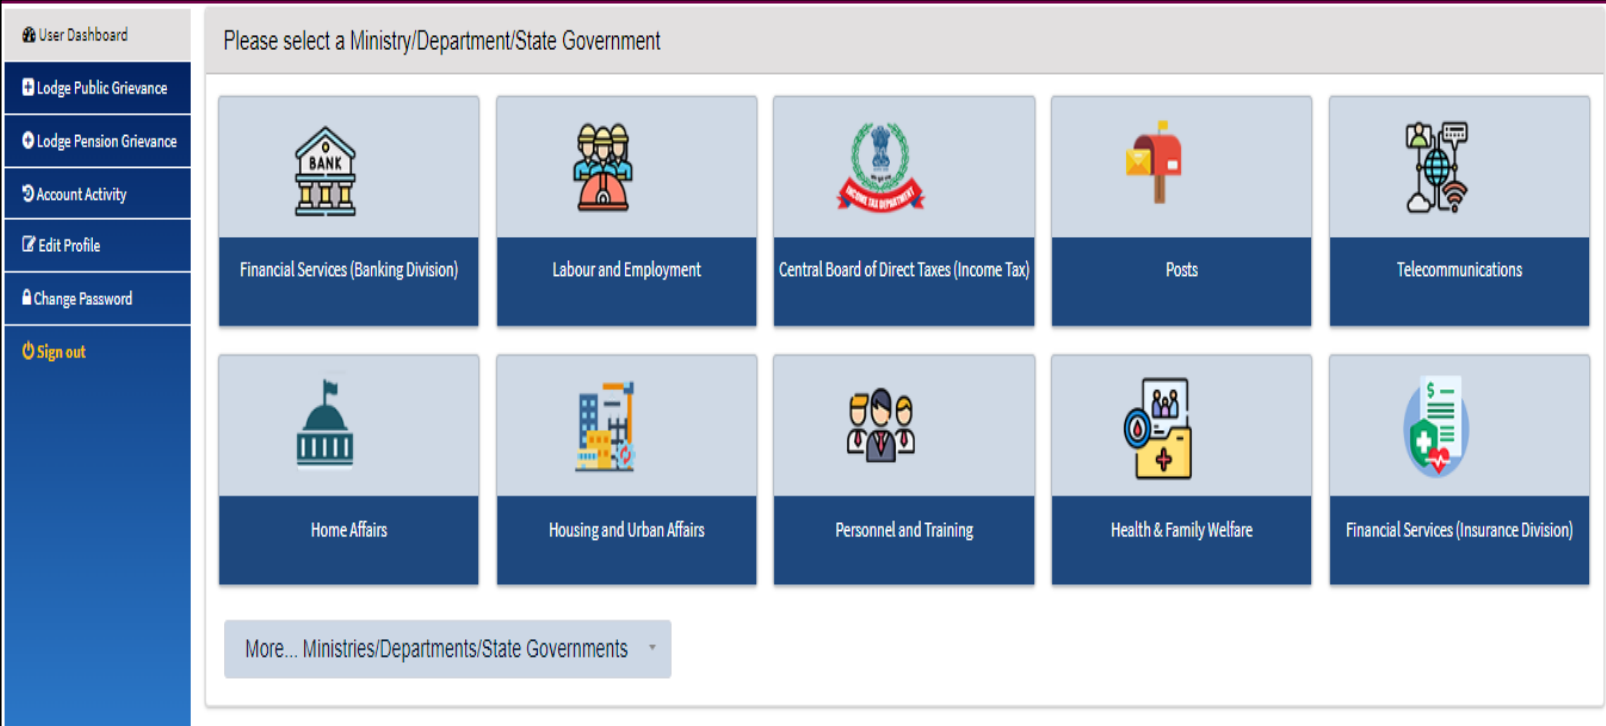 User Dashboard
Lodge Public Grievance
Lodge Pension Grievance
Account Activity
Edit Profile
Change Password
Sign out
Please select a Ministry/Department/State Government
BANK
INCOME TAX DEPARTMENT
Financial Services (Banking Division)
Labour and Employment
Central Board of Direct Taxes (Income Tax)
Posts
Telecommunications
$
Home Affairs
Housing and Urban Affairs
Personnel and Training
Health & Family Welfare
Financial Services (Insurance Division)
More... Ministries/Departments/State Governments